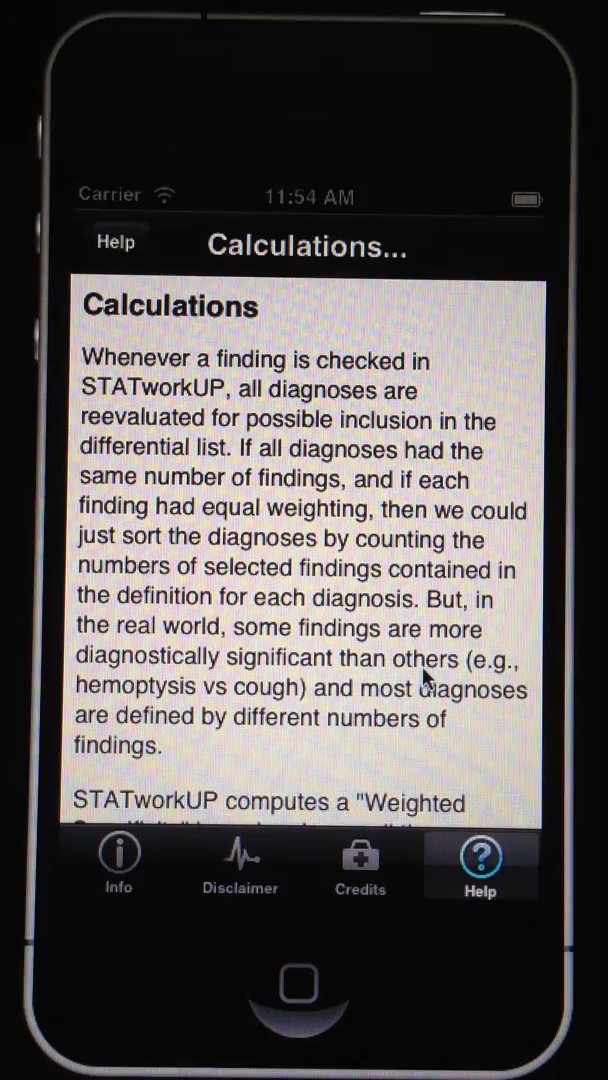 Carrier 11:54 AM
Help Calculations...
Calculations
Whenever a finding is checked in
STATworkUP, all diagnoses are
reevaluated for possible inclusion in the
differential list. If all diagnoses had the
same number of findings, and if each
finding had equal weighting, then we could
just sort the diagnoses by counting the
numbers of selected findings contained in
the definition for each diagnosis. But, in
the real world, some findings are more
diagnostically significant than others (e.g.,
hemoptysis vs cough) and most diagnoses
are defined by different numbers of
findings.
STATworkUP computes a "Weighted
Info Disclaimer Credits Help